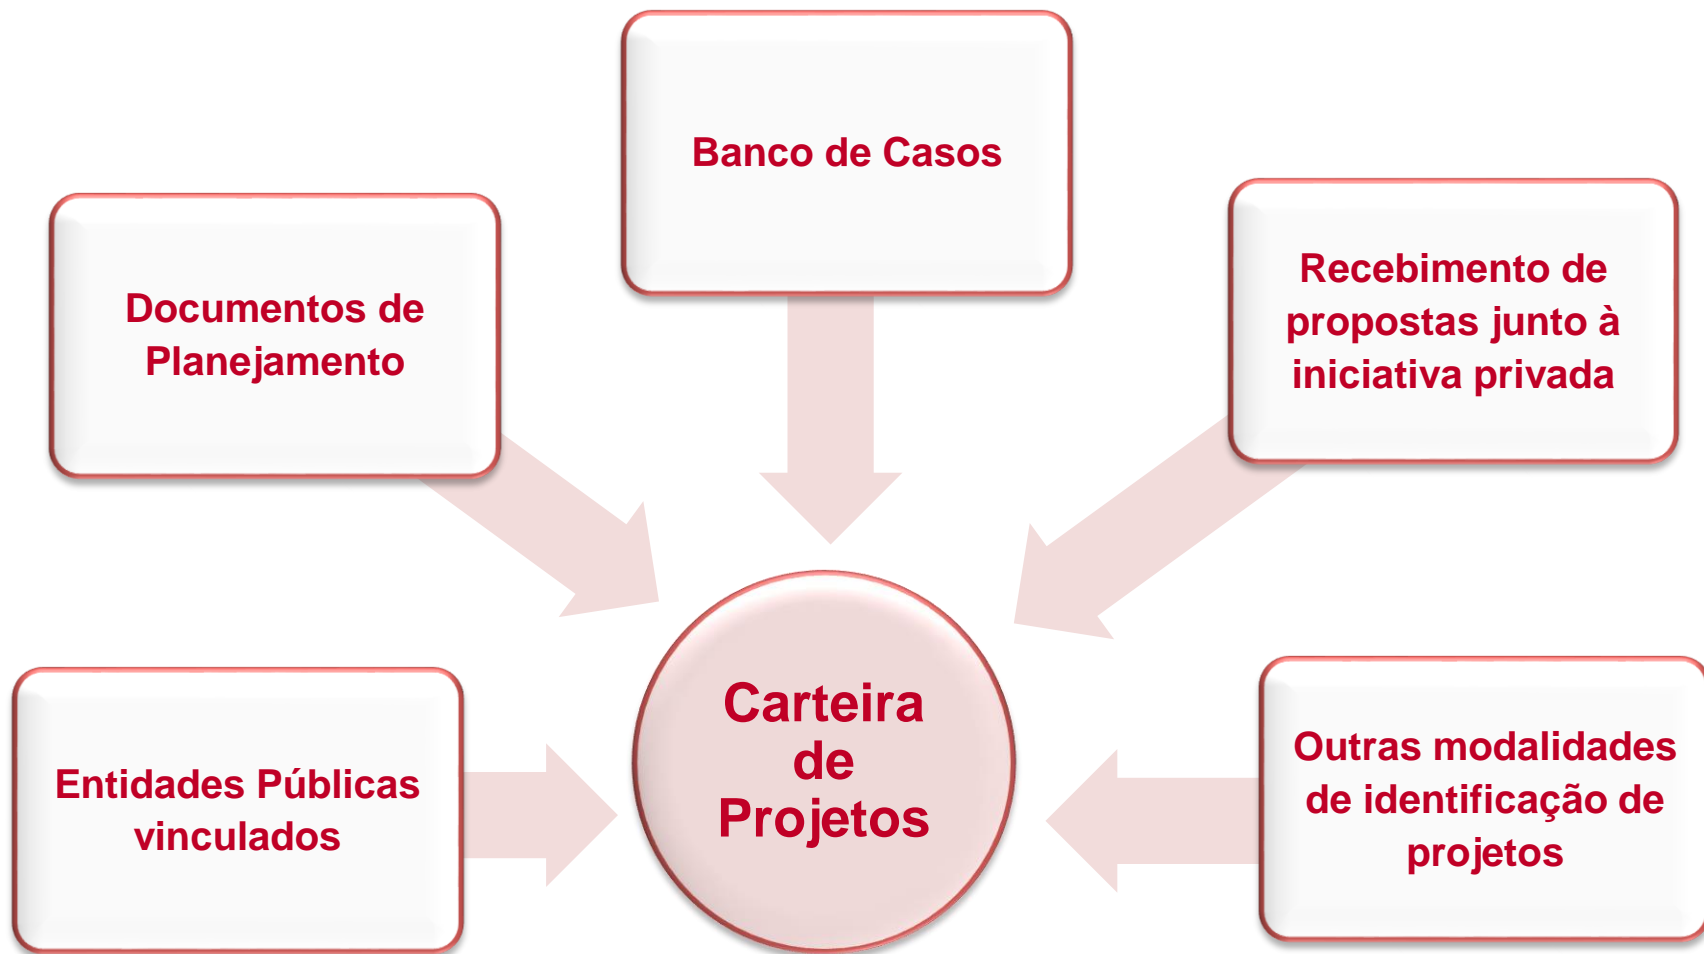 Banco de Casos
Documentos de
Planejamento
Recebimento de
propostas junto à
iniciativa privada
Entidades Públicas
vinculados
Carteira
de
Projetos
Outras modalidades
de identificação de
projetos